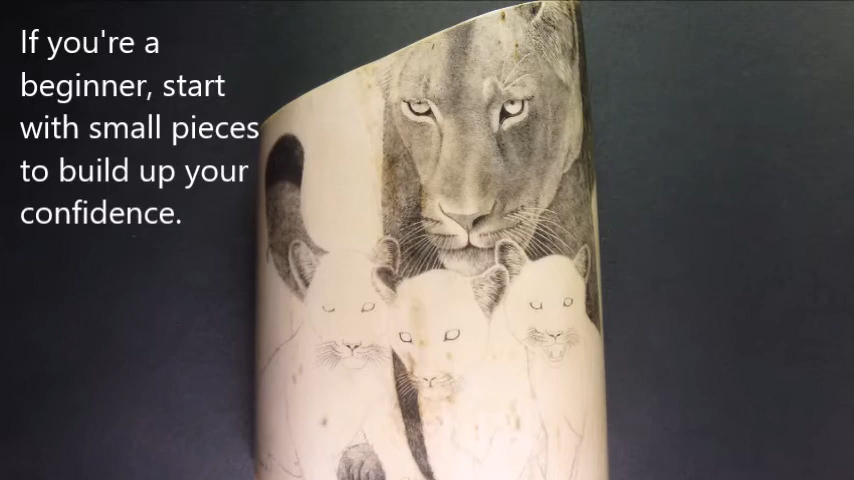 If you're a
beginner, start
with small pieces
to build up your
confidence.